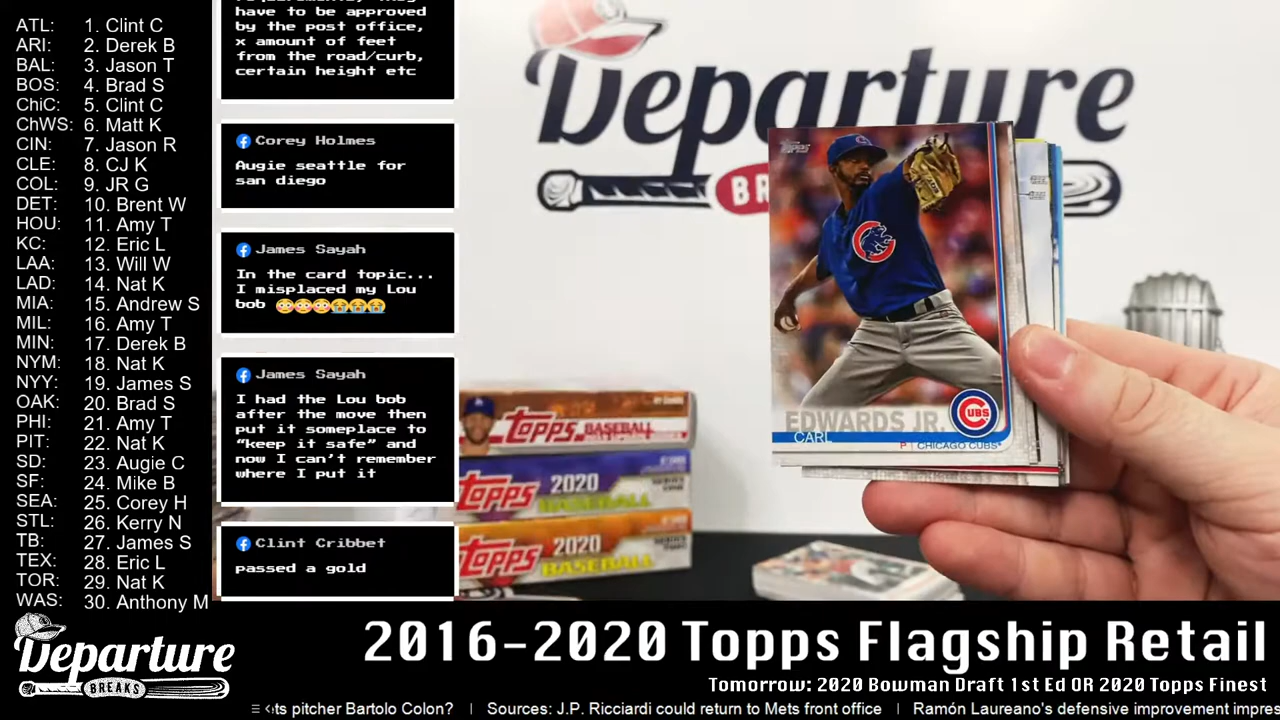 ATL: 1. Clint C
ARI: 2. Derek B
BAL: 3. Jason T
BOS: 4. Brad S
ChiC: 5. Clint C
ChWS: 6. Matt K
CIN: 7. Jason R
CLE: 8. CJ K
COL: 9. JR G
DET: 10. Brent W
HOU: 11. Amy T
KC: 12. Eric L
LAA: 13. Will W
LAD: 14. Nat K
MIA: 15. Andrew S
MIL: 16. Amy T
MIN: 17. Derek B
NYM: 18. Nat K
NYY: 19. James S
OAK: 20. Brad S
PHI: 21. Amy T
PIT: 22. Nat K
SD: 23. Augie C
SF: 24. Mike B
SEA: 25. Corey H
STL: 26. Kerry N
TB: 27. James S
TEX: 28. Eric L
TOR: 29. Nat K
WAS: 30. Anthony M
have to be approved
by the post office,
x amount of feet
from the road/curb,
certain height etc
Corey Holmes
Augie seattle for
san diego
James Sayah
In the card topic...
I misplaced my Lou
bob 😳😳😳😭😭😭
James Sayah
I had the Lou bob
after the move then
put it someplace to
“keep it safe” and
now I can’t remember
where I put it
Clint Cribbet
passed a gold
Departure
BR
Topps
EDWARDS JR.
CARL
CUBS
P | CHICAGO CUBS
Topps BASEBALL
Topps 2020
BASEBALL
Topps 2020
BASEBALL
Departure
BREAKS
2016-2020 Topps Flagship Retail
Tomorrow: 2020 Bowman Draft 1st Ed OR 2020 Topps Finest
ts pitcher Bartolo Colon? | Sources: J.P. Ricciardi could return to Mets front office | Ramón Laureano's defensive improvement impres